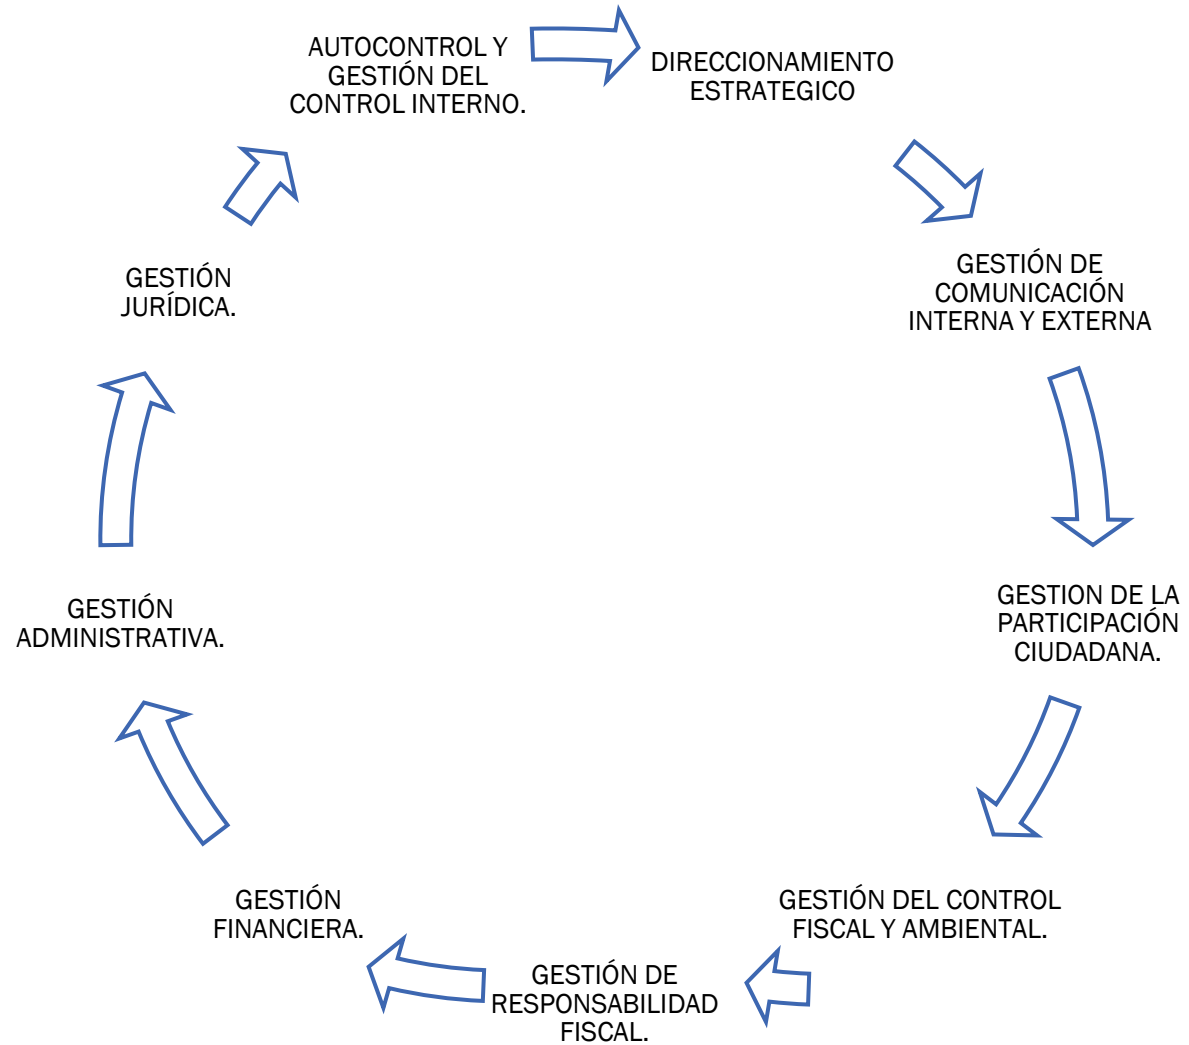 AUTOCONTROL Y
GESTIÓN DEL
CONTROL INTERNO.
DIRECCIONAMIENTO
ESTRATEGICO
GESTIÓN DE
COMUNICACIÓN
INTERNA Y EXTERNA
GESTION DE LA
PARTICIPACIÓN
CIUDADANA.
GESTIÓN DEL CONTROL
FISCAL Y AMBIENTAL.
GESTIÓN DE
RESPONSABILIDAD
FISCAL.
GESTIÓN
FINANCIERA.
GESTIÓN
ADMINISTRATIVA.
GESTIÓN
JURÍDICA.